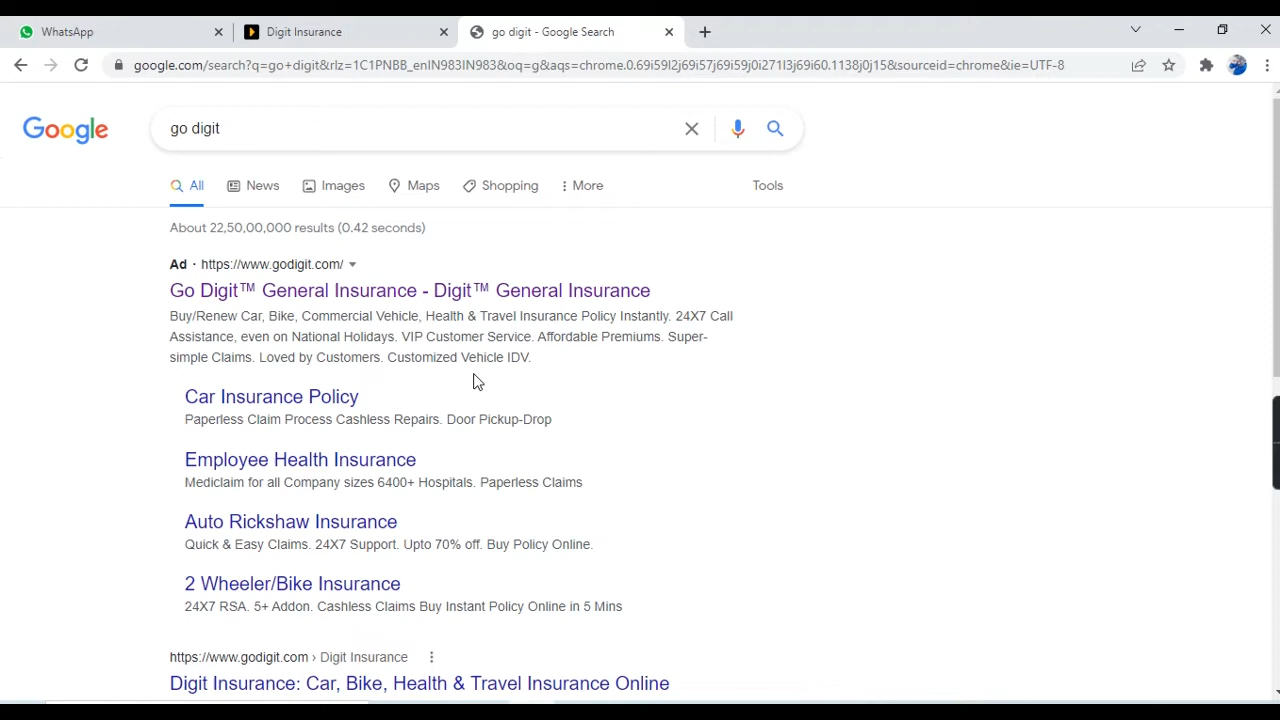 WhatsApp
Digit Insurance
go digit - Google Search
google.com/search?q=go+digit&rlz=1C1PNBB_enIN983IN983&oq=g&aqs=chrome.0.69i59l2j69i57j69i59j0i271l3j69i60.1138j0j15&sourceid=chrome&ie=UTF-8
Google
go digit
All
News
Images
Maps
Shopping
More
Tools
About 22,50,00,000 results (0.42 seconds)
Ad · https://www.godigit.com/
Go Digit™ General Insurance - Digit™ General Insurance
Buy/Renew Car, Bike, Commercial Vehicle, Health & Travel Insurance Policy Instantly. 24X7 Call
Assistance, even on National Holidays. VIP Customer Service. Affordable Premiums. Super-
simple Claims. Loved by Customers. Customized Vehicle IDV.
Car Insurance Policy
Paperless Claim Process Cashless Repairs. Door Pickup-Drop
Employee Health Insurance
Mediclaim for all Company sizes 6400+ Hospitals. Paperless Claims
Auto Rickshaw Insurance
Quick & Easy Claims. 24X7 Support. Upto 70% off. Buy Policy Online.
2 Wheeler/Bike Insurance
24X7 RSA. 5+ Addon. Cashless Claims Buy Instant Policy Online in 5 Mins
https://www.godigit.com › Digit Insurance
Digit Insurance: Car, Bike, Health & Travel Insurance Online